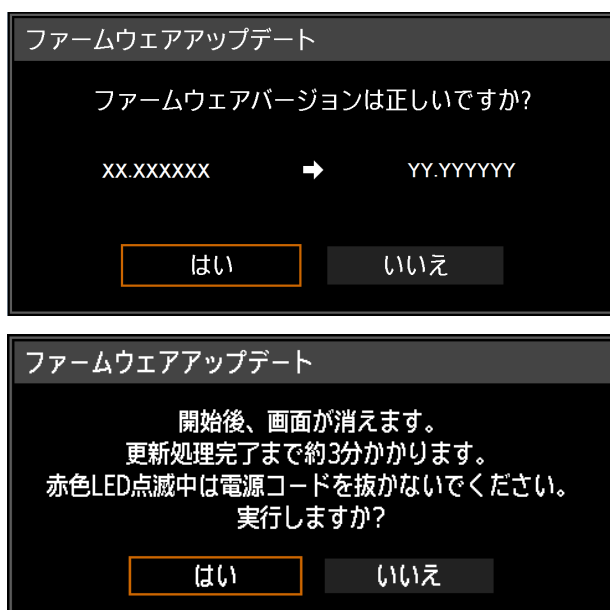 ファームウェアアップデート
ファームウェアバージョンは正しいですか?
XX.XXXXXX ➡ YY.YYYYYY
はい いいえ
ファームウェアアップデート
開始後、画面が消えます。
更新処理完了まで約3分かかります。
赤色LED点滅中は電源コードを抜かないでください。
実行しますか?
はい いいえ